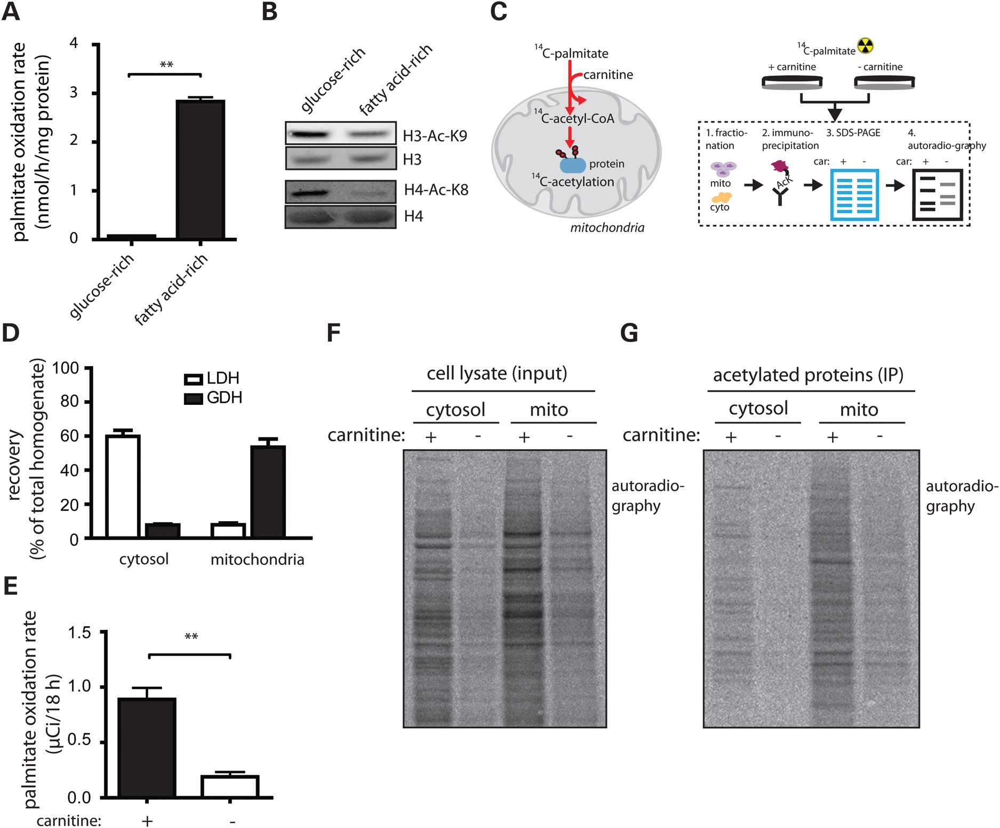 A
palmitate oxidation rate
(nmol/h/mg protein)
4
3
2
1
0
**
glucose-rich
fatty acid-rich
B
glucose-rich
fatty acid-rich
H3-Ac-K9
H3
H4-Ac-K8
H4
C
14C-palmitate
carnitine
14C-acetyl-CoA
protein
14C-acetylation
mitochondria
14C-palmitate
+ carnitine
- carnitine
1. fractio-
nation
2. immuno-
precipitation
3. SDS-PAGE
4.
autoradio-graphy
mito
cyto
AcK
car: + -
car: + -
D
recovery
(% of total homogenate)
100
80
60
40
20
0
LDH
GDH
cytosol
mitochondria
E
palmitate oxidation rate
(µCi/18 h)
1.5
1.0
0.5
0.0
**
carnitine: + -
F
cell lysate (input)
cytosol mito
carnitine: + - + -
autoradio-
graphy
G
acetylated proteins (IP)
cytosol mito
carnitine: + - + -
autoradio-
graphy